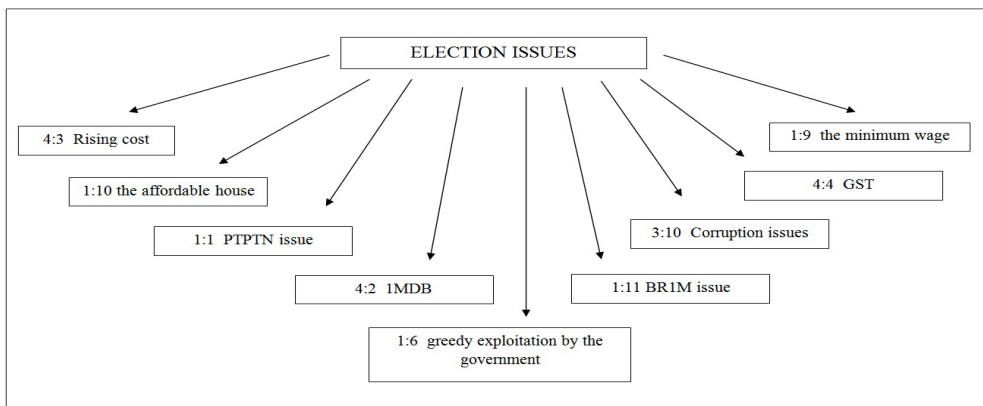 ELECTION ISSUES
4:3 Rising cost
1:9 the minimum wage
1:10 the affordable house
4:4 GST
1:1 PTPTN issue
3:10 Corruption issues
4:2 1MDB
1:11 BR1M issue
1:6 greedy exploitation by the
government